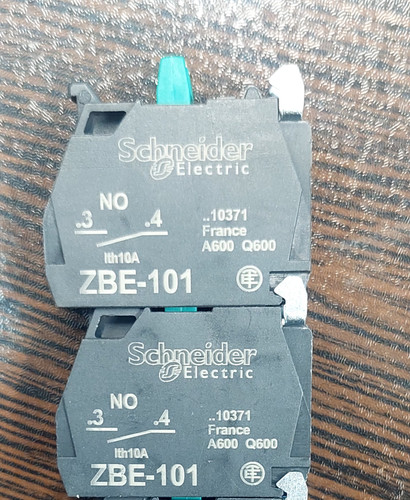 Schneider
Electric
NO
.3 .4
Ith10A
..10371
France
A600 Q600
ZBE-101
Schneider
Electric
NO
.3 .4
Ith10A
..10371
France
A600 Q600
ZBE-101